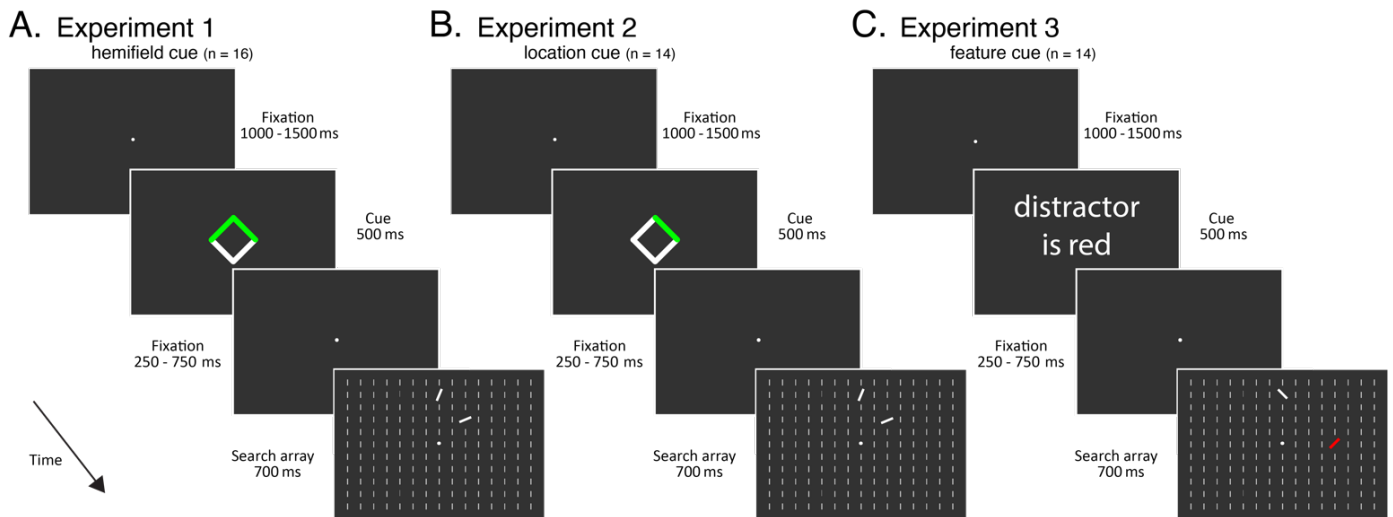 A. Experiment 1
hemifield cue (n = 16)
Fixation
1000 - 1500 ms
Cue
500 ms
Fixation
250 - 750 ms
Search array
700 ms
Time
B. Experiment 2
location cue (n = 14)
Fixation
1000 - 1500 ms
Cue
500 ms
Fixation
250 - 750 ms
Search array
700 ms
C. Experiment 3
feature cue (n = 14)
Fixation
1000 - 1500 ms
distractor
is red
Cue
500 ms
Fixation
250 - 750 ms
Search array
700 ms